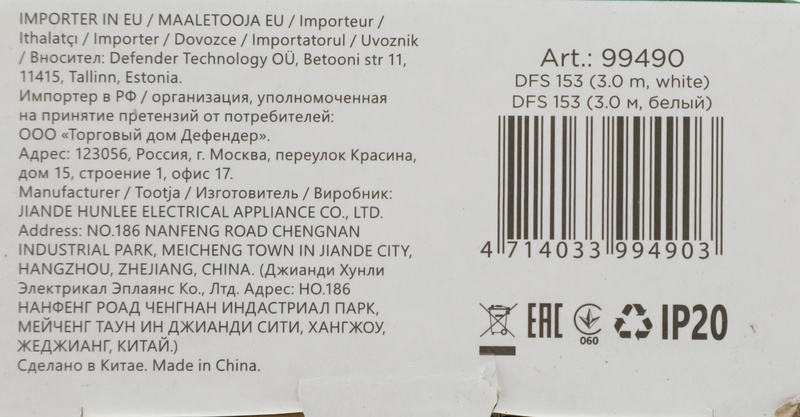 IMPORTER IN EU / MAALETOOJA EU / Importeur /
Ithalatçı / Importer / Dovozce / Importatorul / Uvoznik
/ Вносител: Defender Technology OÜ, Betooni str 11,
11415, Tallinn, Estonia.
Импортер в РФ / организация, уполномоченная
на принятие претензий от потребителей:
ООО «Торговый дом Дефендер».
Адрес: 123056, Россия, г. Москва, переулок Красина,
дом 15, строение 1, офис 17.
Manufacturer / Tootja / Изготовитель / Виробник:
JIANDE HUNLEE ELECTRICAL APPLIANCE CO., LTD.
Address: NO.186 NANFENG ROAD CHENGNAN
INDUSTRIAL PARK, MEICHENG TOWN IN JIANDE CITY,
HANGZHOU, ZHEJIANG, CHINA. (Джианди Хунли
Электрикал Эплаянс Ко., Лтд. Адрес: НО.186
НАНФЕНГ РОАД ЧЕНГНАН ИНДАСТРИАЛ ПАРК,
МЕЙЧЕНГ ТАУН ИН ДЖИАНДИ СИТИ, ХАНГЖОУ,
ЖЕДЖИАНГ, КИТАЙ.)
Сделано в Китае. Made in China.
Art.: 99490
DFS 153 (3.0 m, white)
DFS 153 (3.0 м, белый)
4 714033 994903
EAC
060
IP20